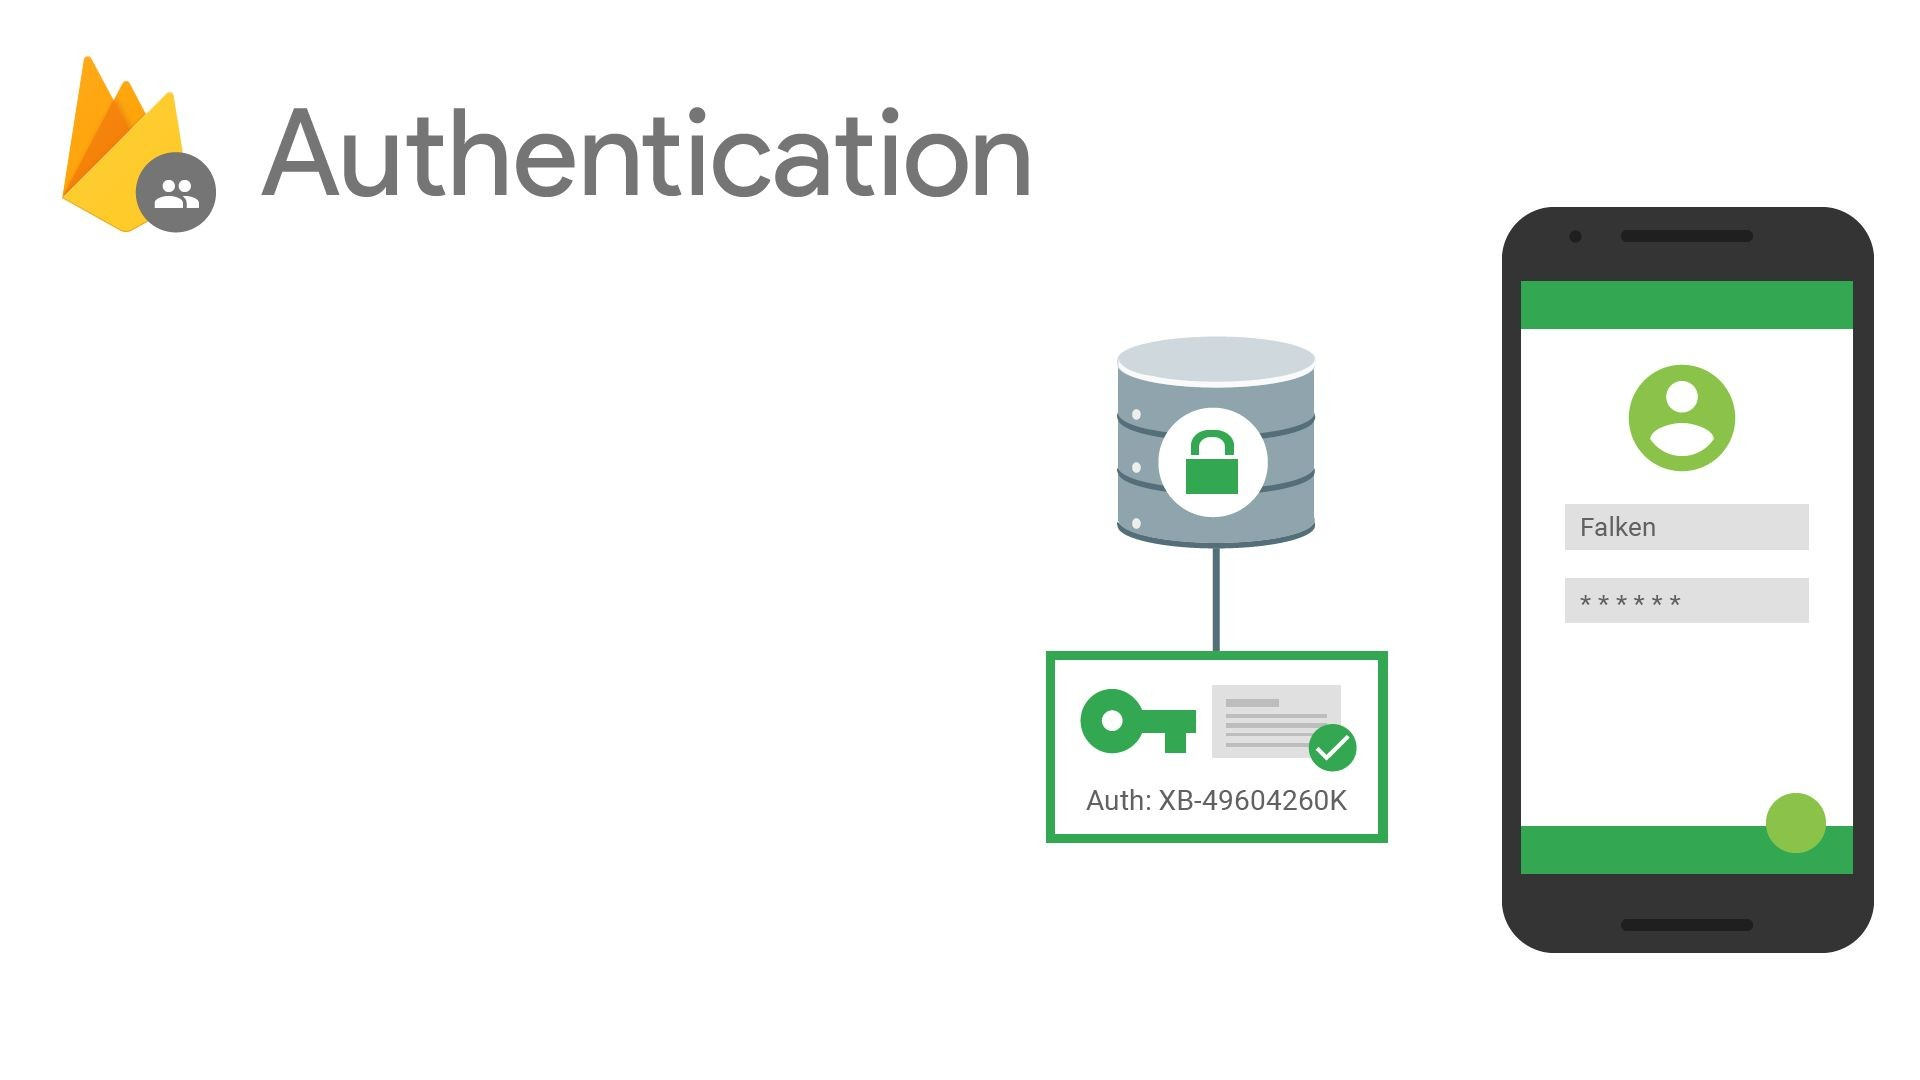 Authentication
Falken
* * * * * *
Auth: XB-49604260K